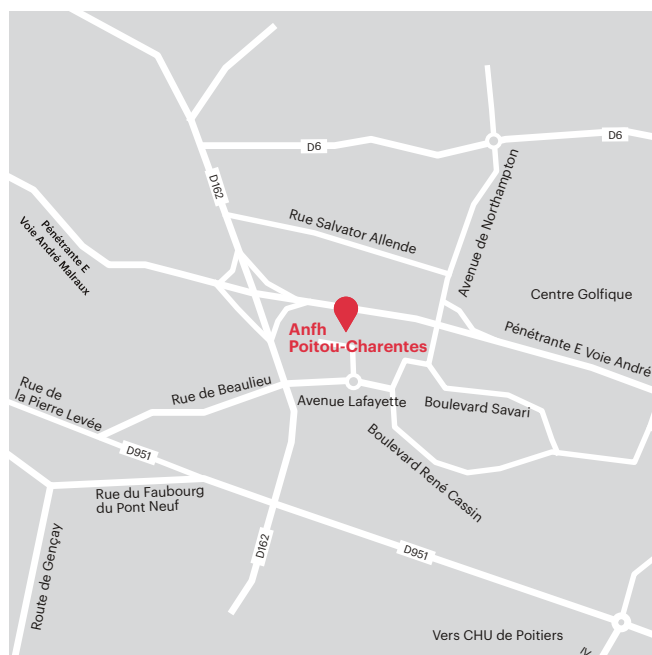 D6
D6
D162
Avenue de Northampton
Rue Salvator Allende
Pénétrante E
Voie André Malraux
Centre Golfique
Anfh
Poitou-Charentes
Pénétrante E Voie André
Rue de
la Pierre Levée
Rue de Beaulieu
Avenue Lafayette
Boulevard Savari
Boulevard René Cassin
D951
Rue du Faubourg
du Pont Neuf
Route de Gençay
D162
D951
Vers CHU de Poitiers